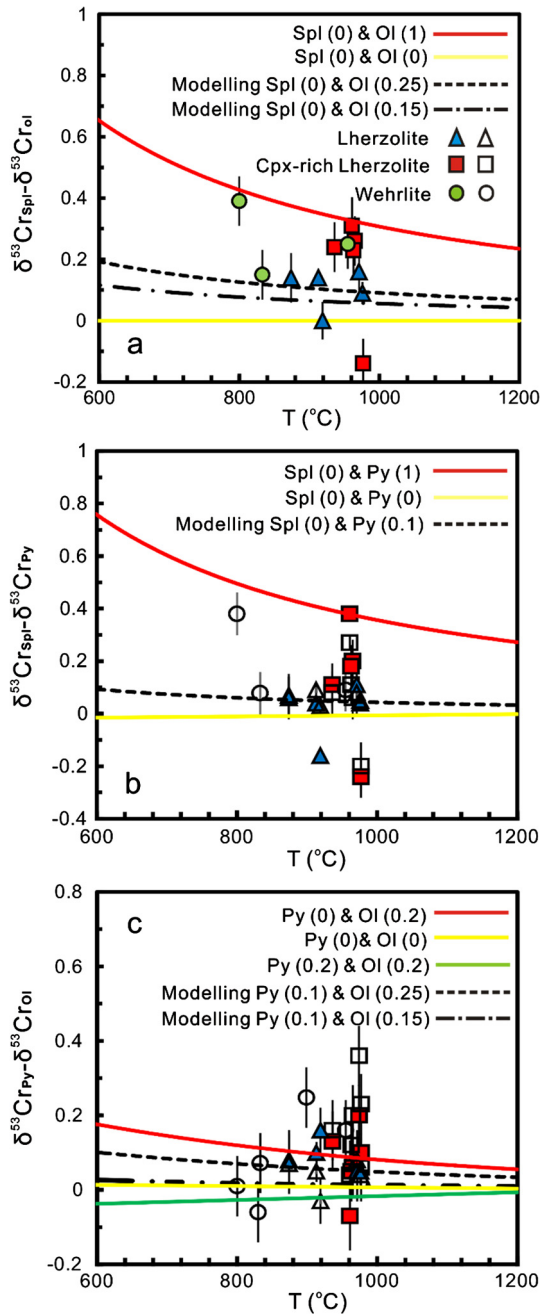 1
0.8
0.6
0.4
0.2
0
-0.2
600
800
1000
1200
T (°C)
δ⁵³CrSpl-δ⁵³Crol
Spl (0) & Ol (1)
Spl (0) & Ol (0)
Modelling Spl (0) & Ol (0.25)
Modelling Spl (0) & Ol (0.15)
Lherzolite
Cpx-rich Lherzolite
Wehrlite
a
1
0.8
0.6
0.4
0.2
0
-0.2
-0.4
600
800
1000
1200
T (°C)
δ⁵³CrSpl-δ⁵³CrPy
Spl (0) & Py (1)
Spl (0) & Py (0)
Modelling Spl (0) & Py (0.1)
b
0.8
0.6
0.4
0.2
0
-0.2
600
800
1000
1200
T (°C)
δ⁵³CrPy-δ⁵³Crol
c
Py (0) & Ol (0.2)
Py (0)& Ol (0)
Py (0.2) & Ol (0.2)
Modelling Py (0.1) & Ol (0.25)
Modelling Py (0.1) & Ol (0.15)